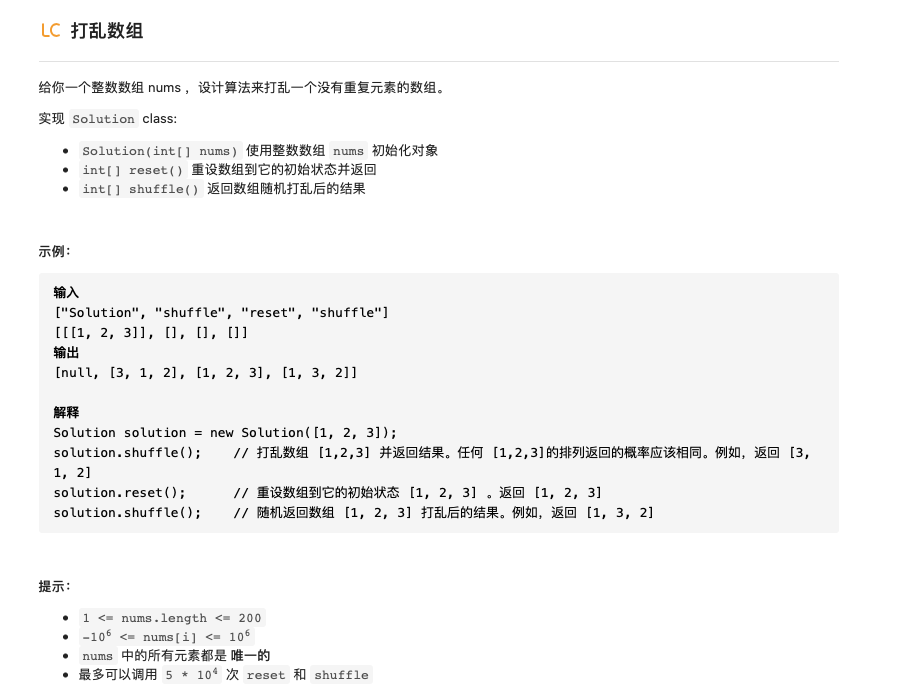 LC 打乱数组
给你一个整数数组 nums ，设计算法来打乱一个没有重复元素的数组。
实现 Solution class:
Solution(int[] nums) 使用整数数组 nums 初始化对象
int[] reset() 重设数组到它的初始状态并返回
int[] shuffle() 返回数组随机打乱后的结果
示例：
输入
["Solution", "shuffle", "reset", "shuffle"]
[[[1, 2, 3]], [], [], []]
输出
[null, [3, 1, 2], [1, 2, 3], [1, 3, 2]]
解释
Solution solution = new Solution([1, 2, 3]);
solution.shuffle();    // 打乱数组 [1,2,3] 并返回结果。任何 [1,2,3]的排列返回的概率应该相同。例如，返回 [3,
1, 2]
solution.reset();      // 重设数组到它的初始状态 [1, 2, 3] 。返回 [1, 2, 3]
solution.shuffle();    // 随机返回数组 [1, 2, 3] 打乱后的结果。例如，返回 [1, 3, 2]
提示：
1 <= nums.length <= 200
-10⁶ <= nums[i] <= 10⁶
nums 中的所有元素都是 唯一的
最多可以调用 5 * 10⁴ 次 reset 和 shuffle